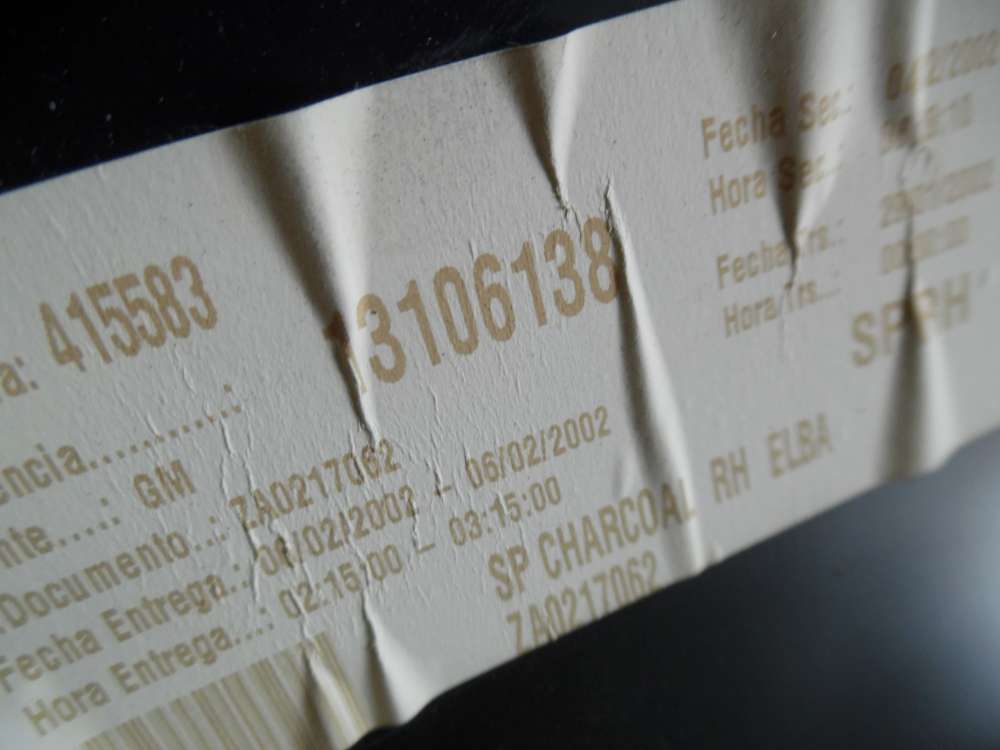 a: 415583
13106138
Fecha Sec.:
Hora Sec.:
Fecha Trs.:
Hora Trs...:
encia...........:
nte....: GM
Documento..: ZA0217062
Fecha Entrega.: 06/02/2002 - 06/02/2002
Hora Entrega...: 02:15:00 - 03:15:00
SP CHARCOAL RH ELBA
ZA0217062